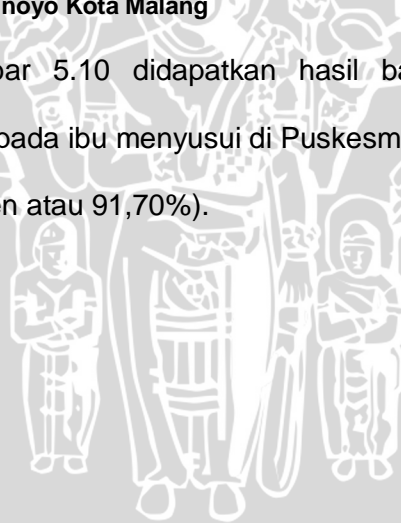 noyo Kota Malang
bar 5.10 didapatkan hasil ba
pada ibu menyusui di Puskesm
en atau 91,70%).